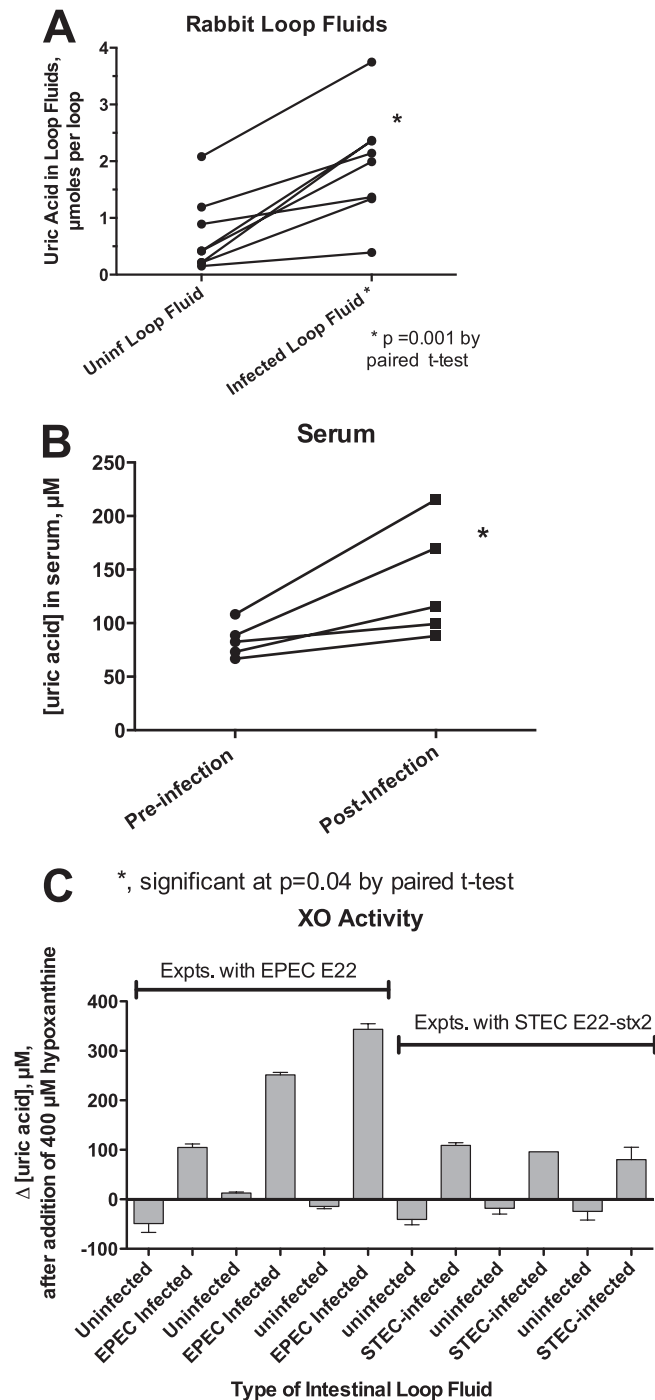 A
Rabbit Loop Fluids
Uric Acid in Loop Fluids,
µmoles per loop
4
3
2
1
0
*
Uninf Loop Fluid
Infected Loop Fluid *
* p =0.001 by
paired t-test
B
Serum
[uric acid] in serum, µM
250
200
150
100
50
0
*
Pre-infection
Post-Infection
C
*, significant at p=0.04 by paired t-test
XO Activity
Expts. with EPEC E22
Expts. with STEC E22-stx2
Δ [uric acid], µM,
after addition of 400 µM hypoxanthine
400
300
200
100
0
-100
Uninfected
EPEC Infected
Uninfected
EPEC Infected
uninfected
EPEC Infected
uninfected
STEC-infected
uninfected
STEC-infected
uninfected
STEC-infected
Type of Intestinal Loop Fluid